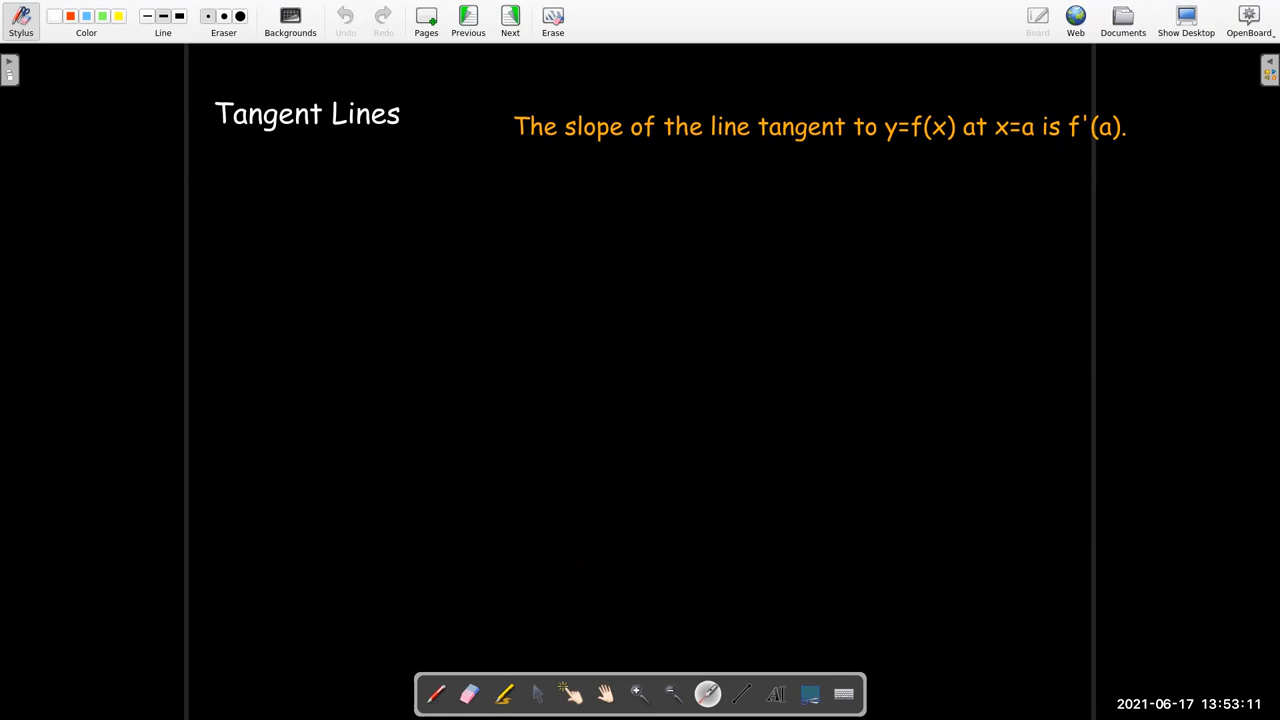 Stylus
Color
Line
Eraser
Backgrounds
Undo
Redo
Pages
Previous
Next
Erase
Board
Web
Documents
Show Desktop
OpenBoard
Tangent Lines
The slope of the line tangent to y=f(x) at x=a is f'(a).
AI
2021-06-17 13:53:11